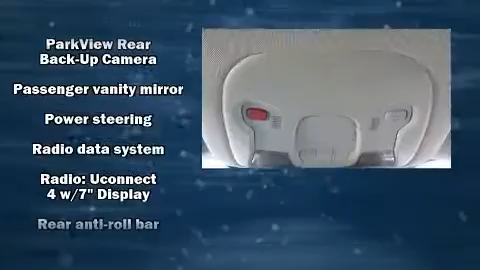 ParkView Rear
Back-Up Camera
Passenger vanity mirror
Power steering
Radio data system
Radio: Uconnect
4 w/7" Display
Rear anti-roll bar